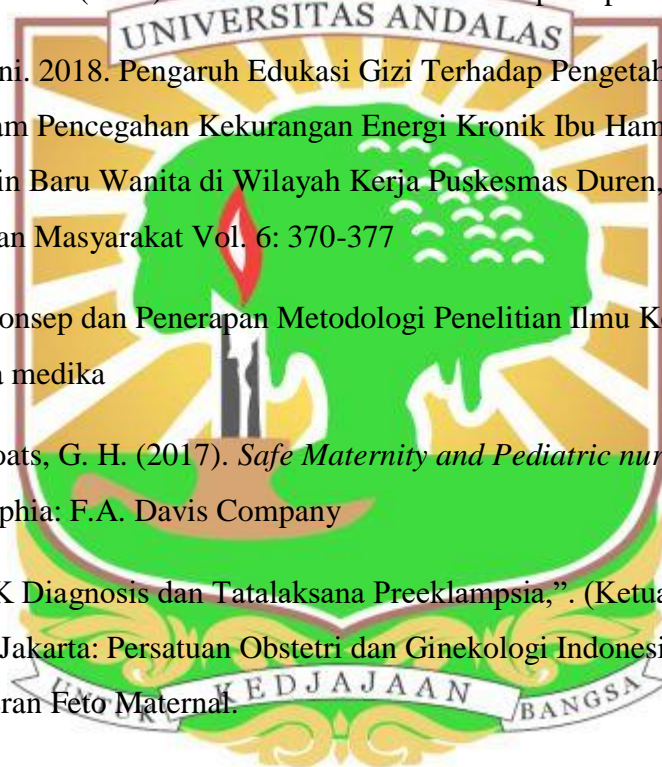 UNIVERSITAS ANDALAS
ni. 2018. Pengaruh Edukasi Gizi Terhadap Pengetah
am Pencegahan Kekurangan Energi Kronik Ibu Ham
in Baru Wanita di Wilayah Kerja Puskesmas Duren,
an Masyarakat Vol. 6: 370-377
onsep dan Penerapan Metodologi Penelitian Ilmu K
a medika
oats, G. H. (2017). Safe Maternity and Pediatric nur
phia: F.A. Davis Company
K Diagnosis dan Tatalaksana Preeklampsia,”. (Ketua
Jakarta: Persatuan Obstetri dan Ginekologi Indonesi
eran Feto Maternal.
UNTUK KEDJAJAAN BANGSA